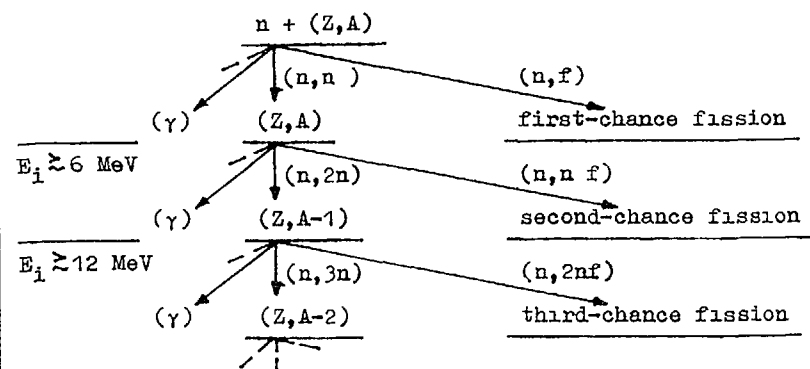 n + (Z,A)
(n,n ) (n,f)
(γ) (Z,A) first-chance fission
E_i ≳ 6 MeV (n,2n) (n,n f)
(γ) (Z,A-1) second-chance fission
E_i ≳ 12 MeV (n,3n) (n,2nf)
(γ) (Z,A-2) third-chance fission